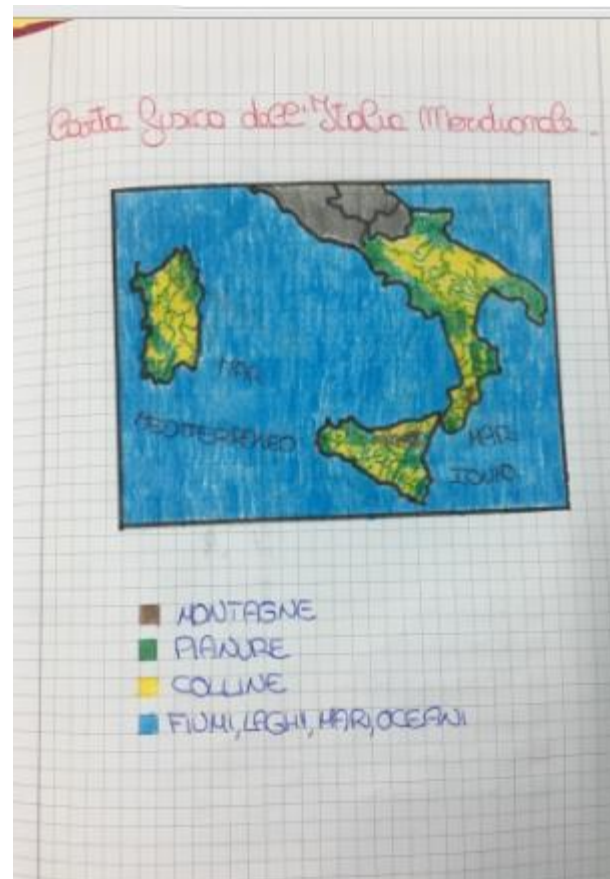 Carta fisica dell'Italia Meridionale.
MAR
MEDITERRANEO
MAR
IONIO
MONTAGNE
PIANURE
COLLINE
FIUMI, LAGHI, MARI, OCEANI